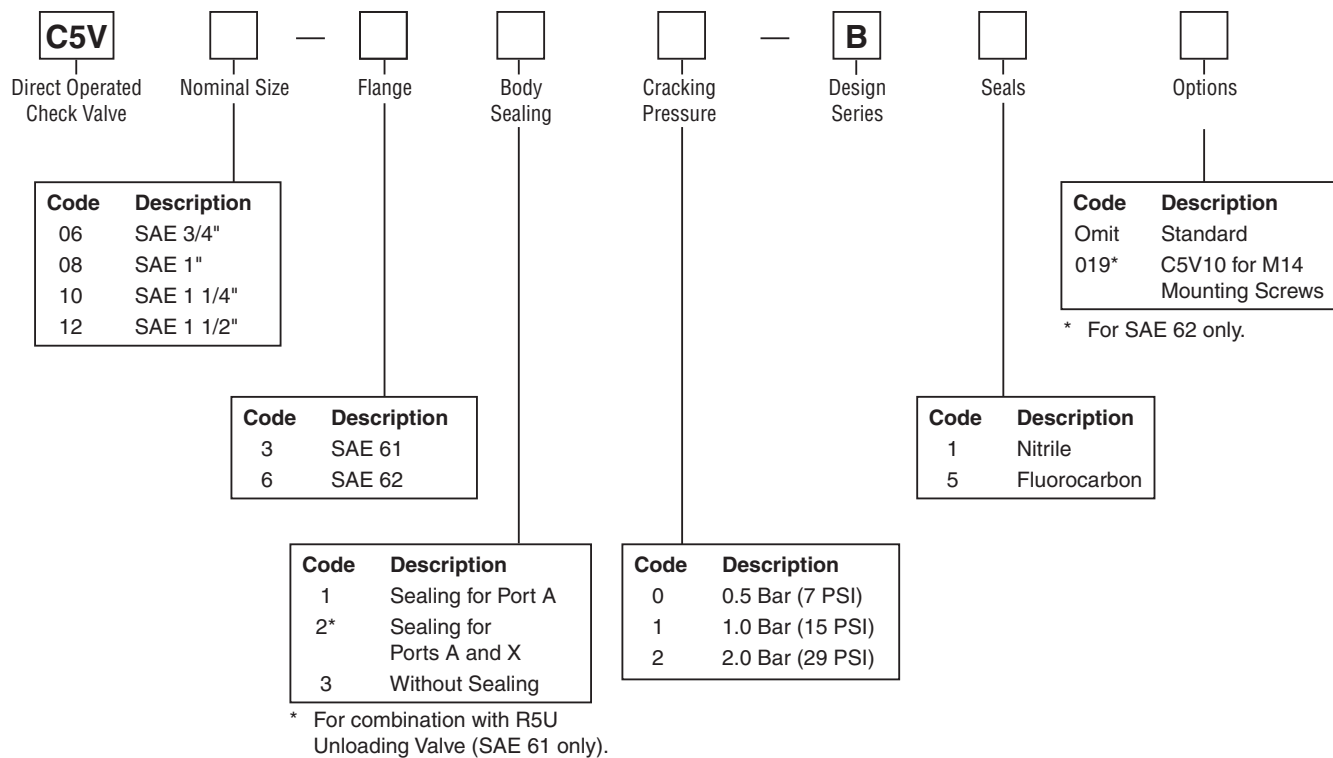 C5V — B
Direct Operated Check Valve
Nominal Size
Flange
Body Sealing
Cracking Pressure
Design Series
Seals
Options
Code Description
06 SAE 3/4"
08 SAE 1"
10 SAE 1 1/4"
12 SAE 1 1/2"
Code Description
Omit Standard
019* C5V10 for M14
Mounting Screws
* For SAE 62 only.
Code Description
3 SAE 61
6 SAE 62
Code Description
1 Nitrile
5 Fluorocarbon
Code Description
1 Sealing for Port A
2* Sealing for
Ports A and X
3 Without Sealing
* For combination with R5U
Unloading Valve (SAE 61 only).
Code Description
0 0.5 Bar (7 PSI)
1 1.0 Bar (15 PSI)
2 2.0 Bar (29 PSI)